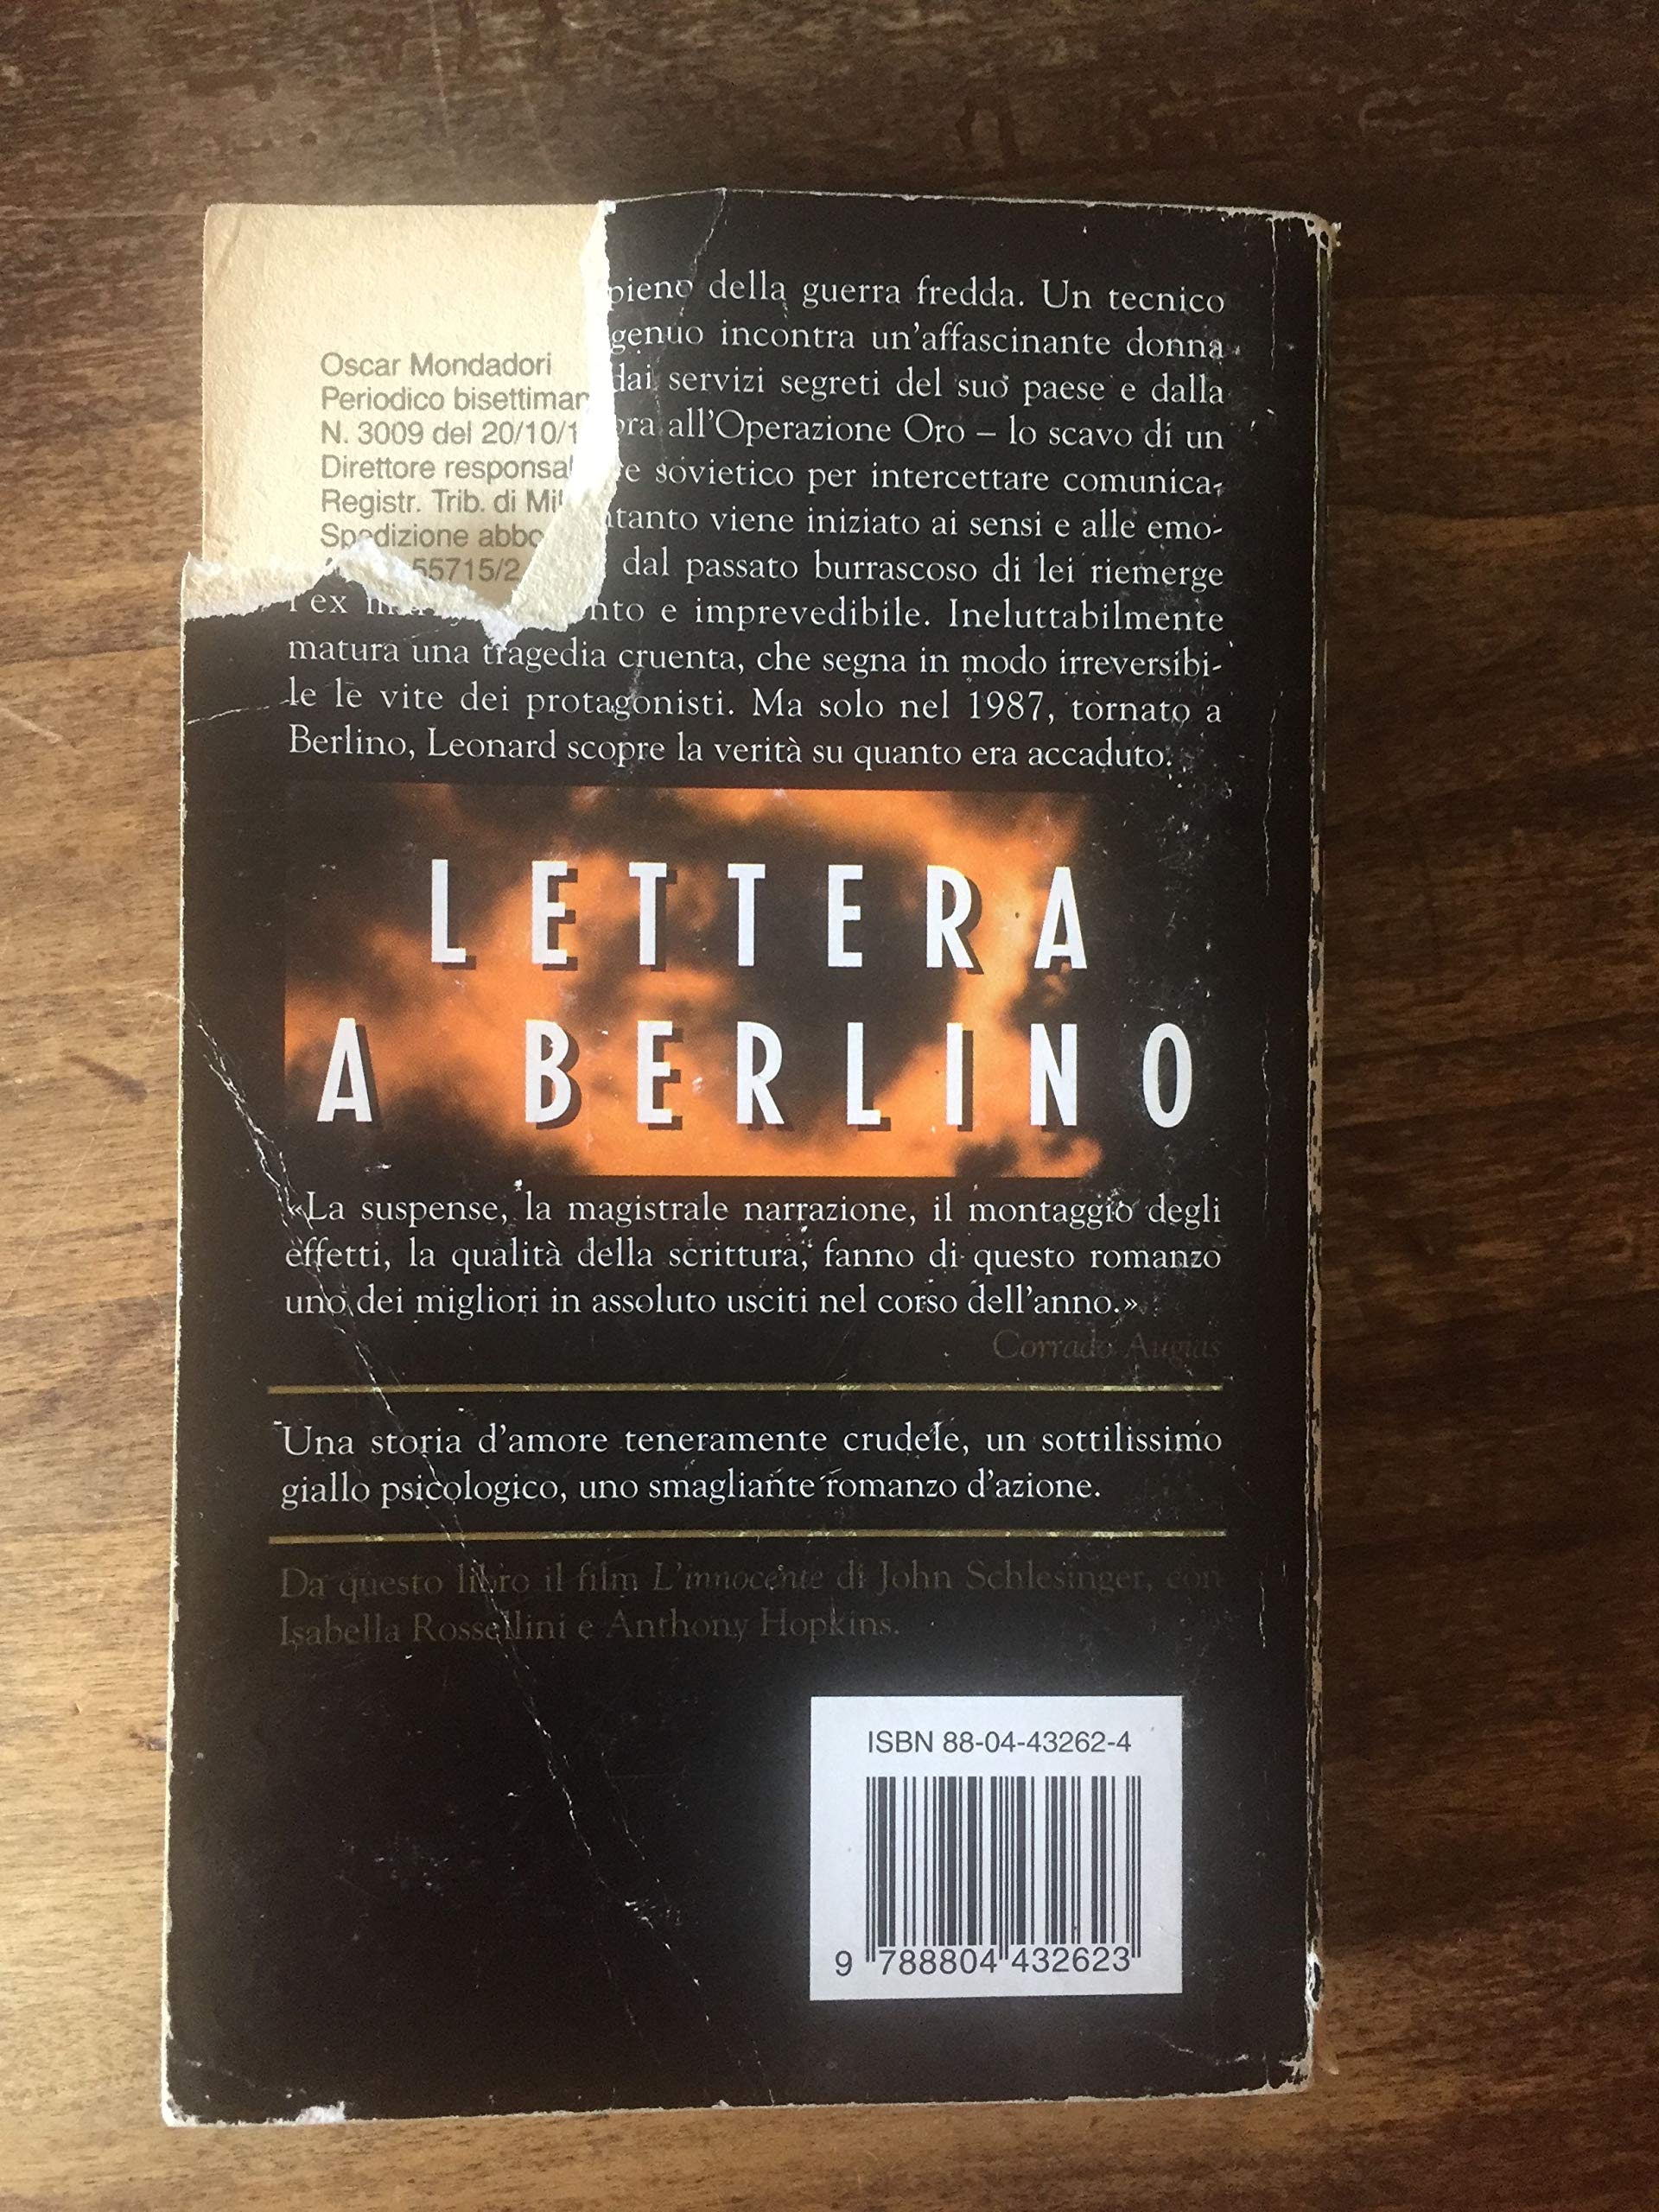 pieno della guerra fredda. Un tecnico
genuo incontra un'affascinante donna
dai servizi segreti del suo paese e dalla
ora all'Operazione Oro – lo scavo di un
e sovietico per intercettare comunica-
tanto viene iniziato ai sensi e alle emo-
dal passato burrascoso di lei riemerge
l'ex nto e imprevedibile. Ineluttabilmente
matura una tragedia cruenta, che segna in modo irreversibi-
le le vite dei protagonisti. Ma solo nel 1987, tornato a
Berlino, Leonard scopre la verità su quanto era accaduto.
Oscar Mondadori
Periodico bisettiman
N. 3009 del 20/10/1
Direttore responsa
Registr. Trib. di Mil
Spedizione abbo
55715/2
LETTERA
A BERLINO
«La suspense, la magistrale narrazione, il montaggio degli
effetti, la qualità della scrittura, fanno di questo romanzo
uno dei migliori in assoluto usciti nel corso dell'anno.»
Corrado Augias
Una storia d'amore teneramente crudele, un sottilissimo
giallo psicologico, uno smagliante romanzo d'azione.
Da questo libro il film L'innocente di John Schlesinger, con
Isabella Rossellini e Anthony Hopkins.
ISBN 88-04-43262-4
9 788804 432623